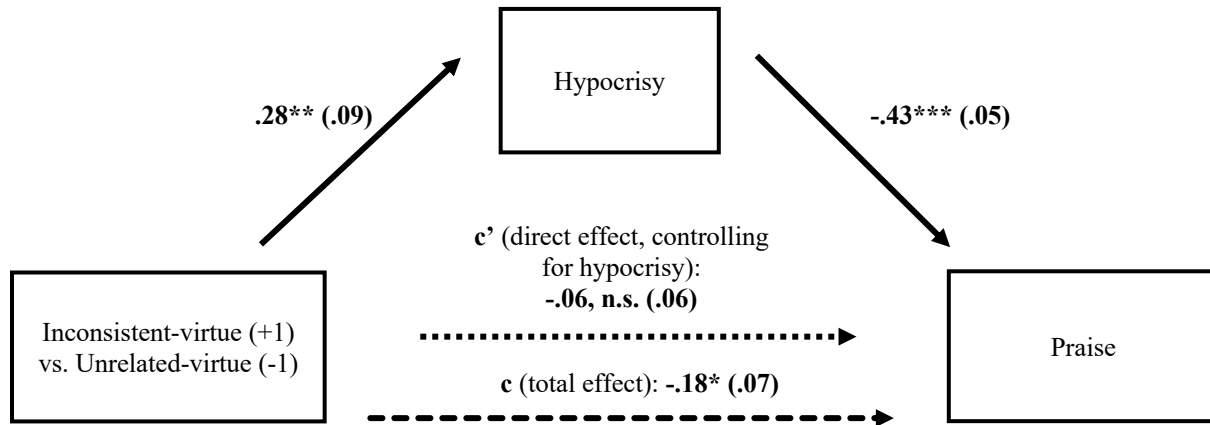 Hypocrisy
.28** (.09)
-.43*** (.05)
c’ (direct effect, controlling
for hypocrisy):
-.06, n.s. (.06)
Inconsistent-virtue (+1)
vs. Unrelated-virtue (-1)
Praise
c (total effect): -.18* (.07)